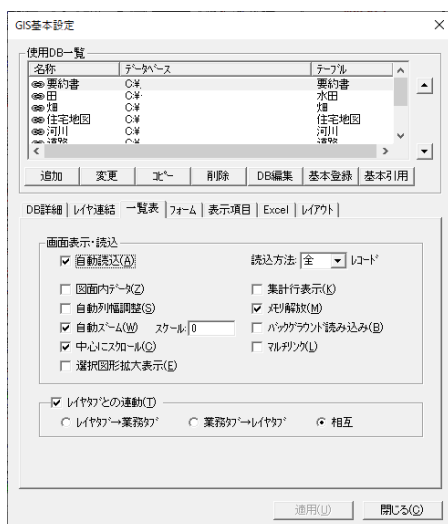 GIS基本設定
使用DB一覧
名称 ﾃﾞｰﾀﾍﾞｰｽ ﾃｰﾌﾞﾙ
要約書 C:¥ 要約書
田 C:¥ 水田
畑 C:¥ 畑
住宅地図 C:¥ 住宅地図
河川 C:¥ 河川
道路 C:¥ 道路
追加 変更 ｺﾋﾟｰ 削除 DB編集 基本登録 基本引用
DB詳細 ﾚｲﾔ連結 一覧表 ﾌｫｰﾑ 表示項目 Excel ﾚｲｱｳﾄ
画面表示・読込
自動読込(A) 読込方法: 全 ﾚｺｰﾄﾞ
図面内ﾃﾞｰﾀ(Z) 集計行表示(K)
自動列幅調整(S) ﾒﾓﾘ解放(M)
自動ｽﾞｰﾑ(W) ｽｹｰﾙ: 0 ﾊﾞｯｸｸﾞﾗｳﾝﾄﾞ読み込み(B)
中心にｽｸﾛｰﾙ(C) ﾏﾙﾁﾘﾝｸ(L)
選択図形拡大表示(E)
ﾚｲﾔﾀﾌﾞとの連動(T)
ﾚｲﾔﾀﾌﾞ→業務ﾀﾌﾞ 業務ﾀﾌﾞ→ﾚｲﾔﾀﾌﾞ 相互
適用(U) 閉じる(C)